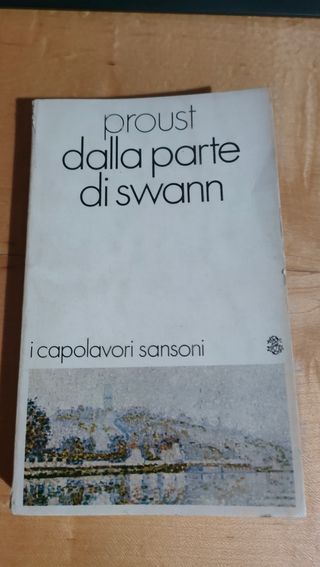 proust
dalla parte
di swann
i capolavori sansoni